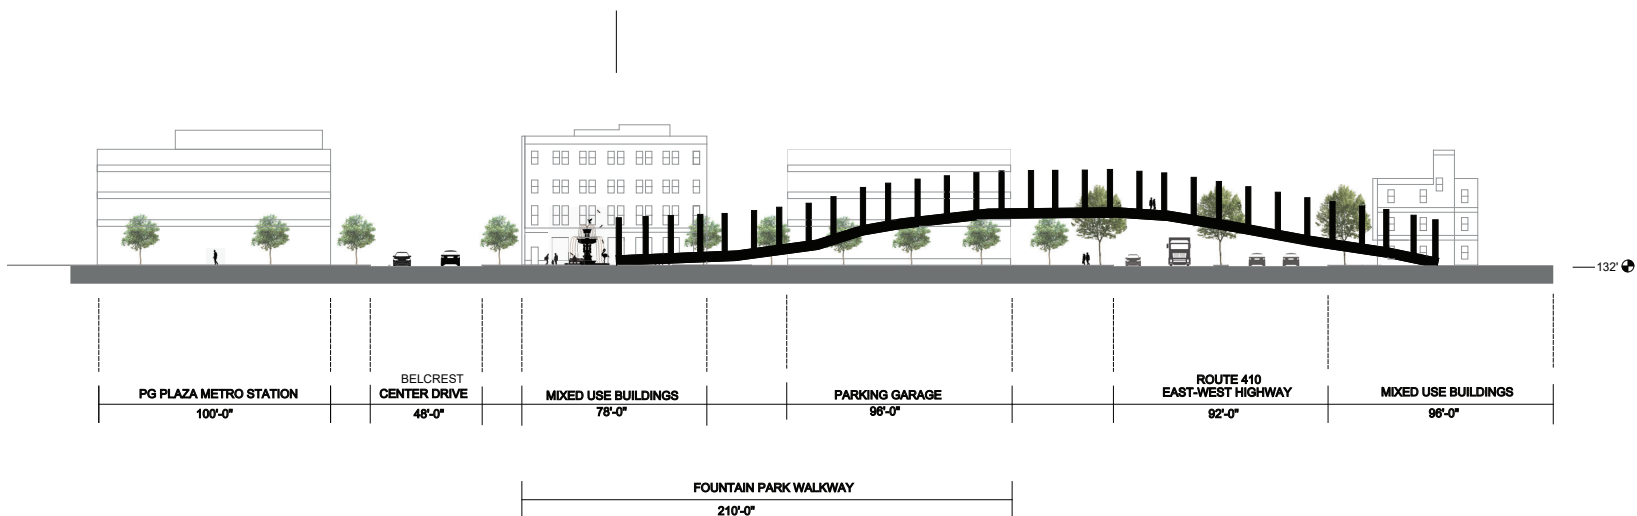 132'
PG PLAZA METRO STATION
100'-0"
BELCREST
CENTER DRIVE
48'-0"
MIXED USE BUILDINGS
78'-0"
PARKING GARAGE
96'-0"
ROUTE 410
EAST-WEST HIGHWAY
92'-0"
MIXED USE BUILDINGS
96'-0"
FOUNTAIN PARK WALKWAY
210'-0"